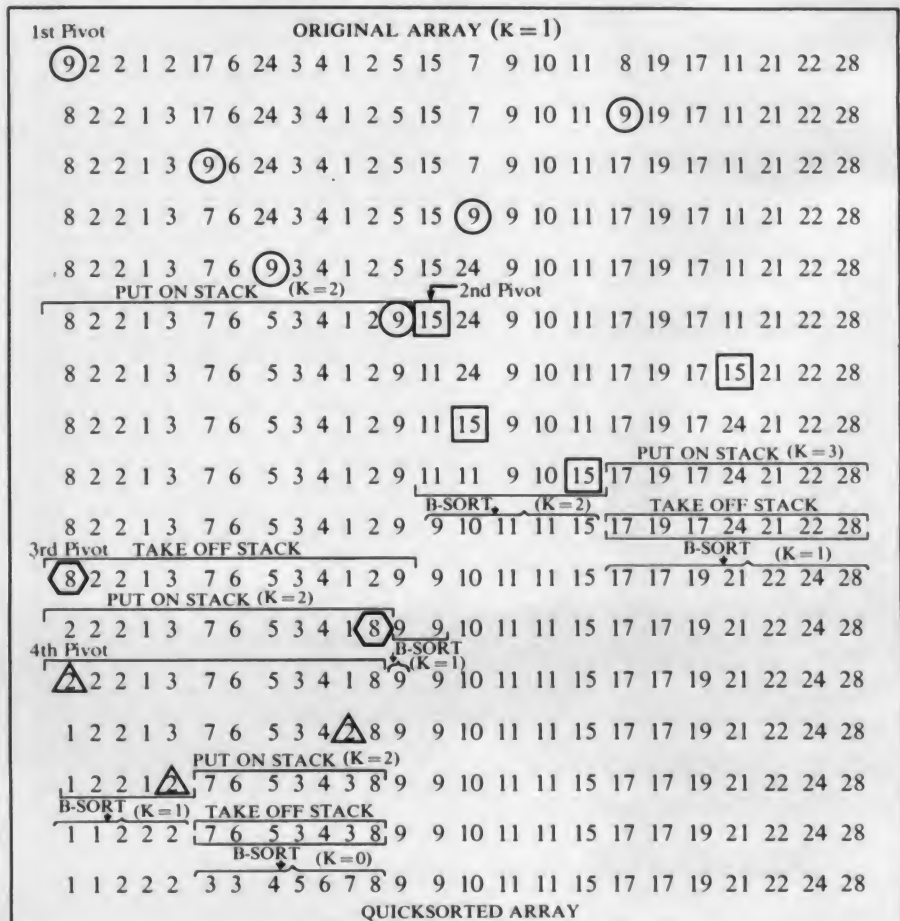 ORIGINAL ARRAY (K = 1)
1st Pivot
9 2 2 1 2 17 6 24 3 4 1 2 5 15 7 9 10 11 8 19 17 11 21 22 28
8 2 2 1 3 17 6 24 3 4 1 2 5 15 7 9 10 11 9 19 17 11 21 22 28
8 2 2 1 3 9 6 24 3 4 1 2 5 15 7 9 10 11 17 19 17 11 21 22 28
8 2 2 1 3 7 6 24 3 4 1 2 5 15 9 9 10 11 17 19 17 11 21 22 28
8 2 2 1 3 7 6 9 3 4 1 2 5 15 24 9 10 11 17 19 17 11 21 22 28
PUT ON STACK (K=2) 2nd Pivot
8 2 2 1 3 7 6 5 3 4 1 2 9 15 24 9 10 11 17 19 17 11 21 22 28
8 2 2 1 3 7 6 5 3 4 1 2 9 11 24 9 10 11 17 19 17 15 21 22 28
8 2 2 1 3 7 6 5 3 4 1 2 9 11 15 9 10 11 17 19 17 24 21 22 28
PUT ON STACK (K=3)
8 2 2 1 3 7 6 5 3 4 1 2 9 11 11 9 10 15 17 19 17 24 21 22 28
B-SORT (K=2) TAKE OFF STACK
8 2 2 1 3 7 6 5 3 4 1 2 9 9 10 11 11 15 17 19 17 24 21 22 28
3rd Pivot TAKE OFF STACK B-SORT (K=1)
8 2 2 1 3 7 6 5 3 4 1 2 9 9 10 11 11 15 17 17 19 21 22 24 28
PUT ON STACK (K=2)
2 2 2 1 3 7 6 5 3 4 1 8 9 9 10 11 11 15 17 17 19 21 22 24 28
4th Pivot B-SORT (K=1)
2 2 2 1 3 7 6 5 3 4 1 8 9 9 10 11 11 15 17 17 19 21 22 24 28
1 2 2 1 3 7 6 5 3 4 2 8 9 9 10 11 11 15 17 17 19 21 22 24 28
PUT ON STACK (K=2)
1 2 2 1 2 7 6 5 3 4 3 8 9 9 10 11 11 15 17 17 19 21 22 24 28
B-SORT (K=1) TAKE OFF STACK
1 1 2 2 2 7 6 5 3 4 3 8 9 9 10 11 11 15 17 17 19 21 22 24 28
B-SORT (K=0)
1 1 2 2 2 3 3 4 5 6 7 8 9 9 10 11 11 15 17 17 19 21 22 24 28
QUICKSORTED ARRAY